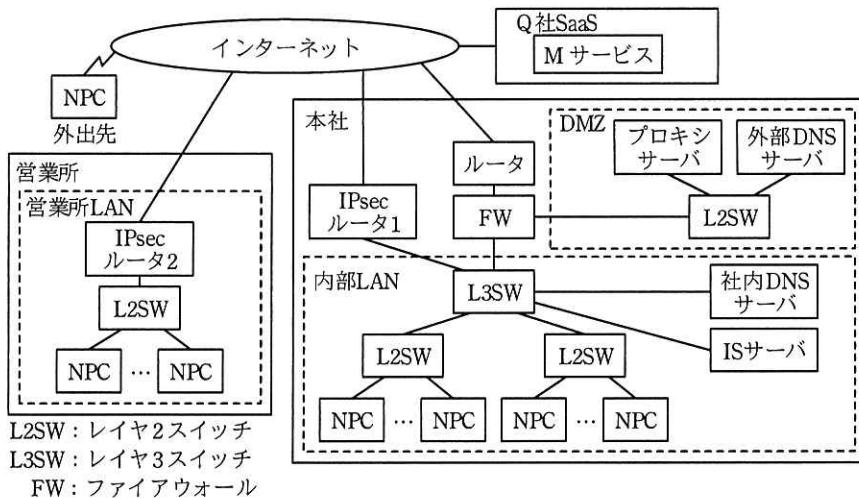 インターネット
Q社SaaS
Mサービス
NPC
外出先
本社
DMZ
プロキシ
サーバ
外部DNS
サーバ
ルータ
L2SW
営業所
営業所LAN
IPsec
ルータ2
IPsec
ルータ1
FW
内部LAN
L3SW
社内DNS
サーバ
L2SW
ISサーバ
L2SW
L2SW
NPC … NPC
NPC … NPC
NPC … NPC
L2SW：レイヤ2スイッチ
L3SW：レイヤ3スイッチ
FW：ファイアウォール